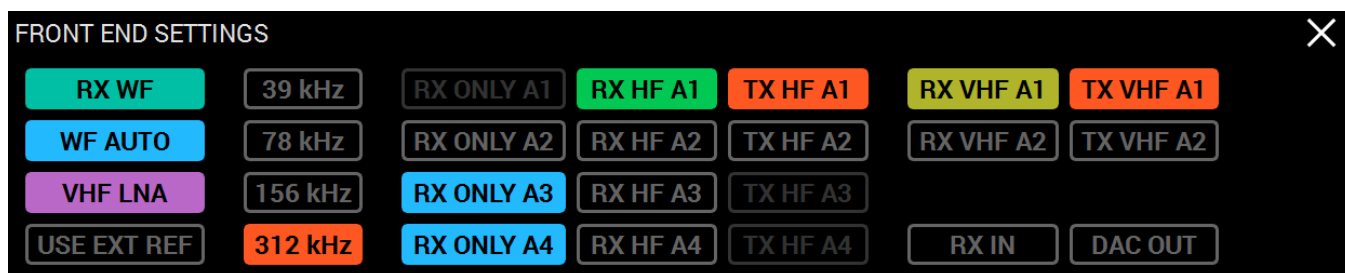 FRONT END SETTINGS
RX WF 39 kHz RX ONLY A1 RX HF A1 TX HF A1 RX VHF A1 TX VHF A1
WF AUTO 78 kHz RX ONLY A2 RX HF A2 TX HF A2 RX VHF A2 TX VHF A2
VHF LNA 156 kHz RX ONLY A3 RX HF A3 TX HF A3
USE EXT REF 312 kHz RX ONLY A4 RX HF A4 TX HF A4 RX IN DAC OUT